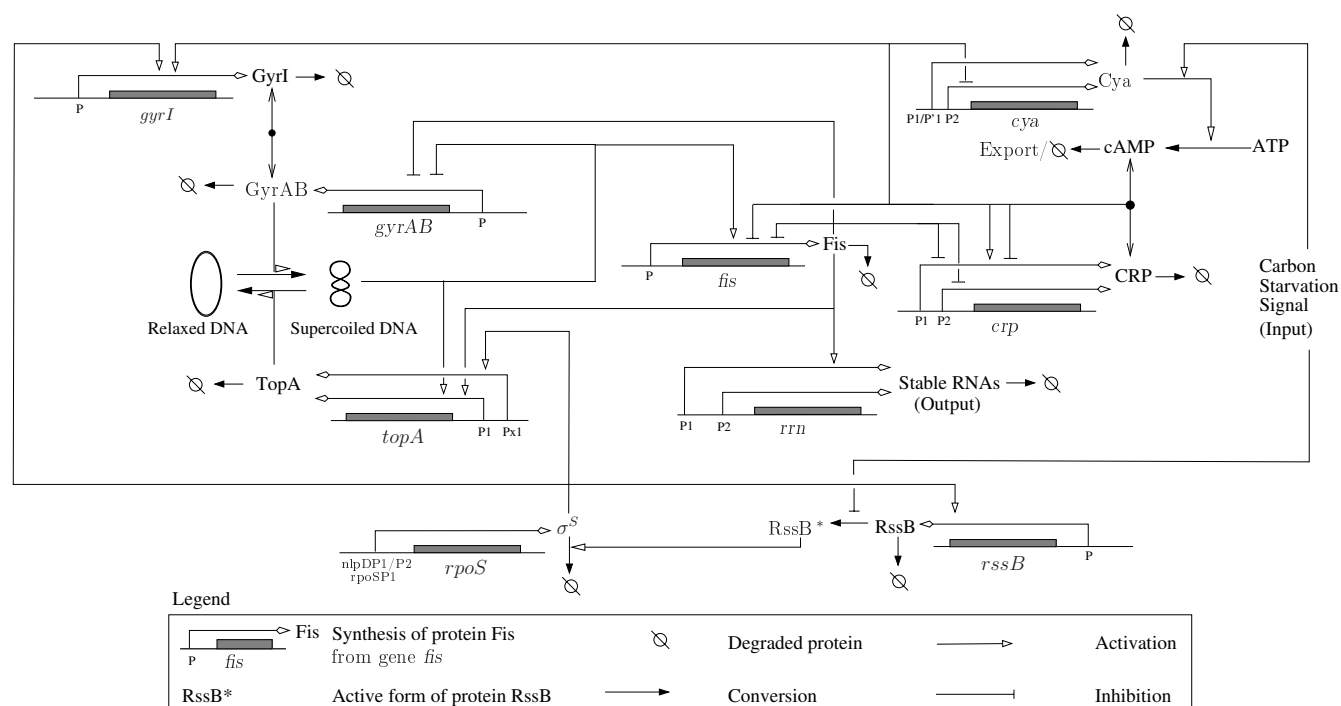 GyrI
P
gyrI
Cya
P1/P'1 P2
cya
Export/
cAMP
ATP
GyrAB
gyrAB
P
Fis
P
fis
CRP
P1 P2
crp
Carbon
Starvation
Signal
(Input)
Relaxed DNA
Supercoiled DNA
TopA
topA
P1 Px1
Stable RNAs
(Output)
P1 P2
rrn
σS
nlpDP1/P2
rpoSP1
rpoS
RssB*
RssB
rssB
P
Legend
Fis
P
fis
Synthesis of protein Fis
from gene fis
Degraded protein
Activation
RssB*
Active form of protein RssB
Conversion
Inhibition